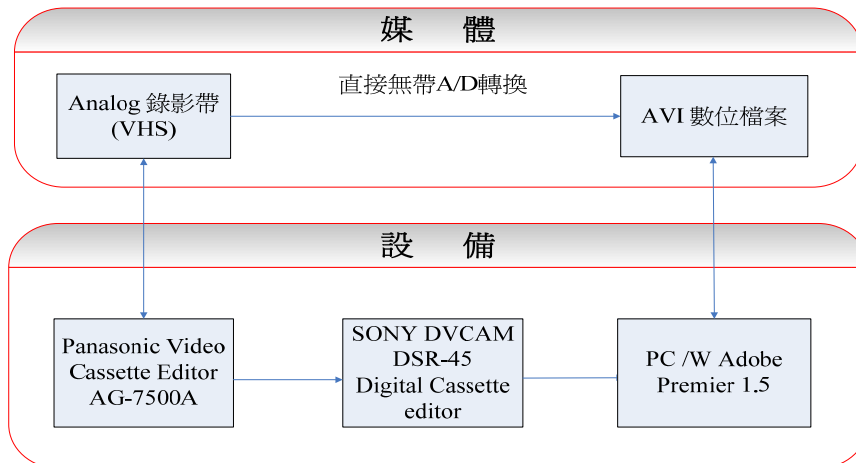 媒 體
直接無帶A/D轉換
Analog 錄影帶
(VHS)
AVI 數位檔案
設 備
Panasonic Video
Cassette Editor
AG-7500A
SONY DVCAM
DSR-45
Digital Cassette
editor
PC /W Adobe
Premier 1.5